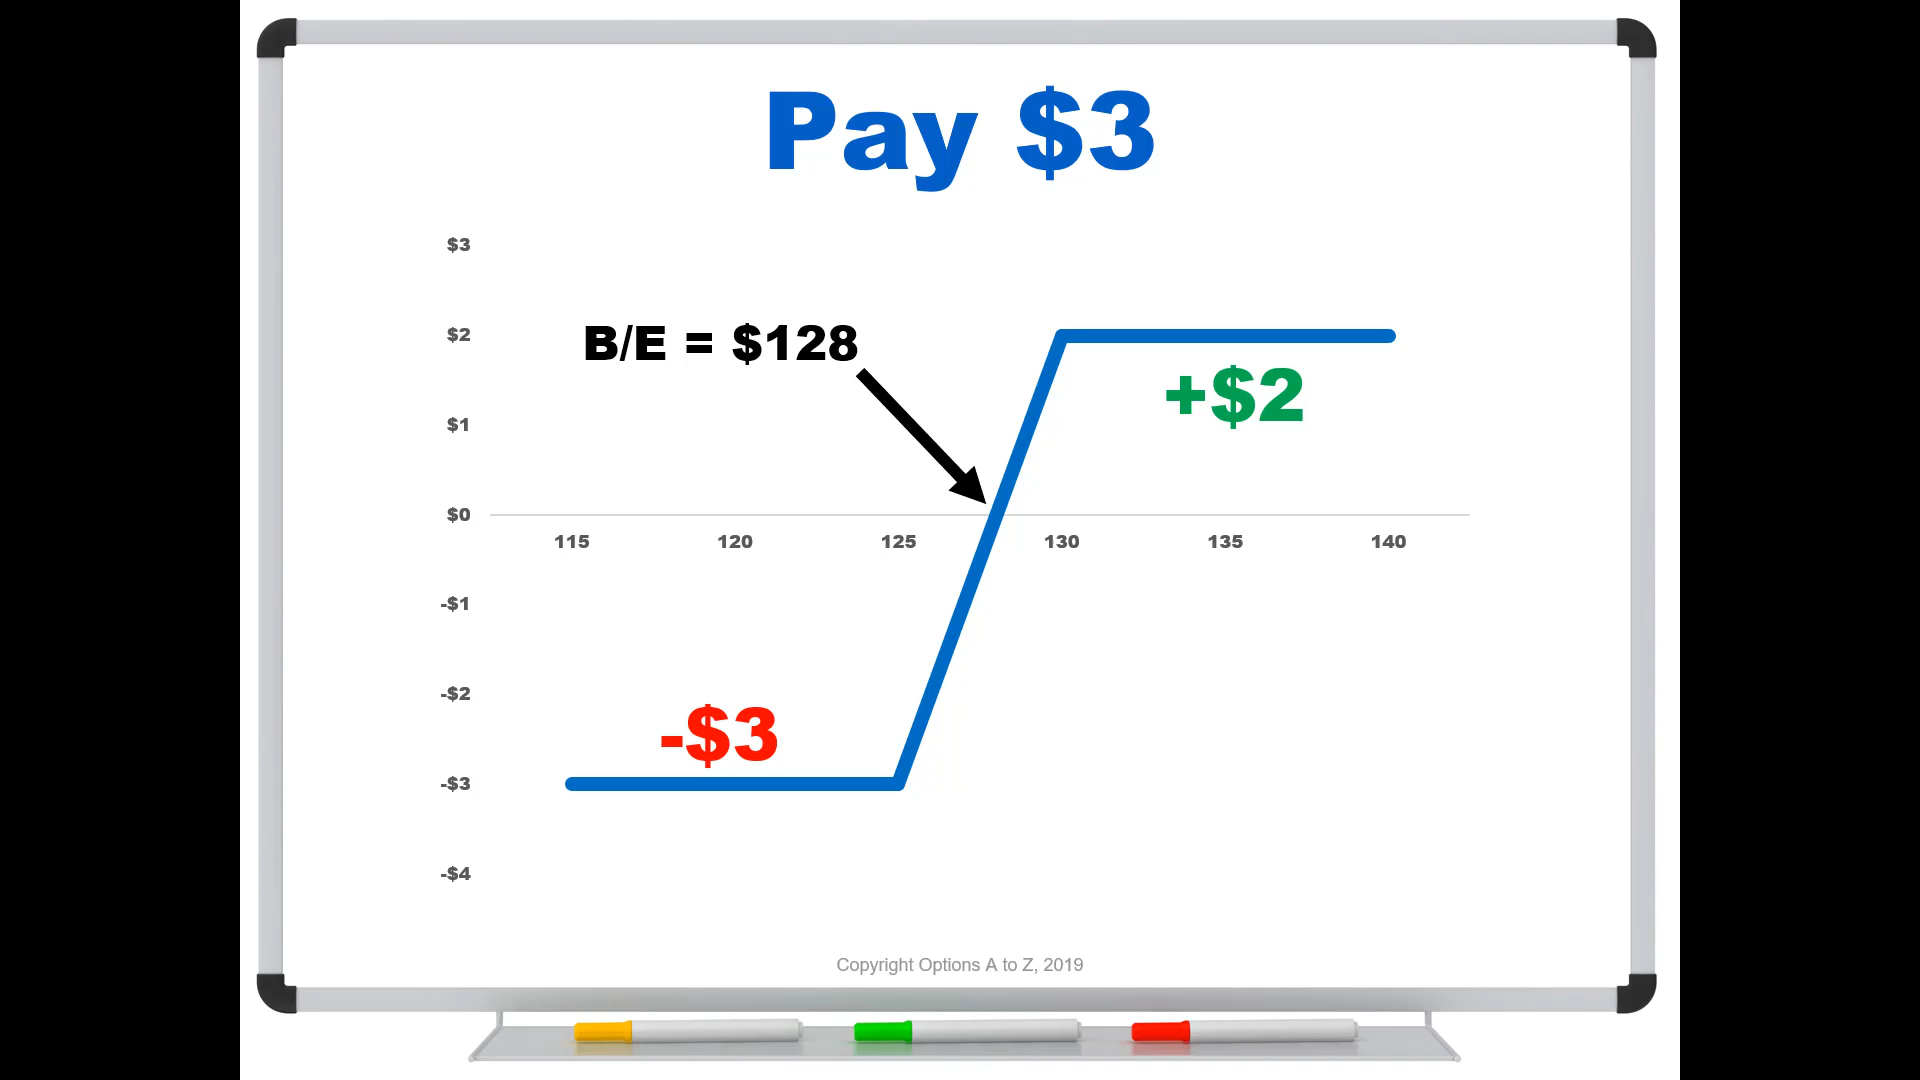 Pay $3
$3
B/E = $128
$2
+$2
$1
$0
115 120 125 130 135 140
-$1
-$2
-$3
-$3
-$4
Copyright Options A to Z, 2019